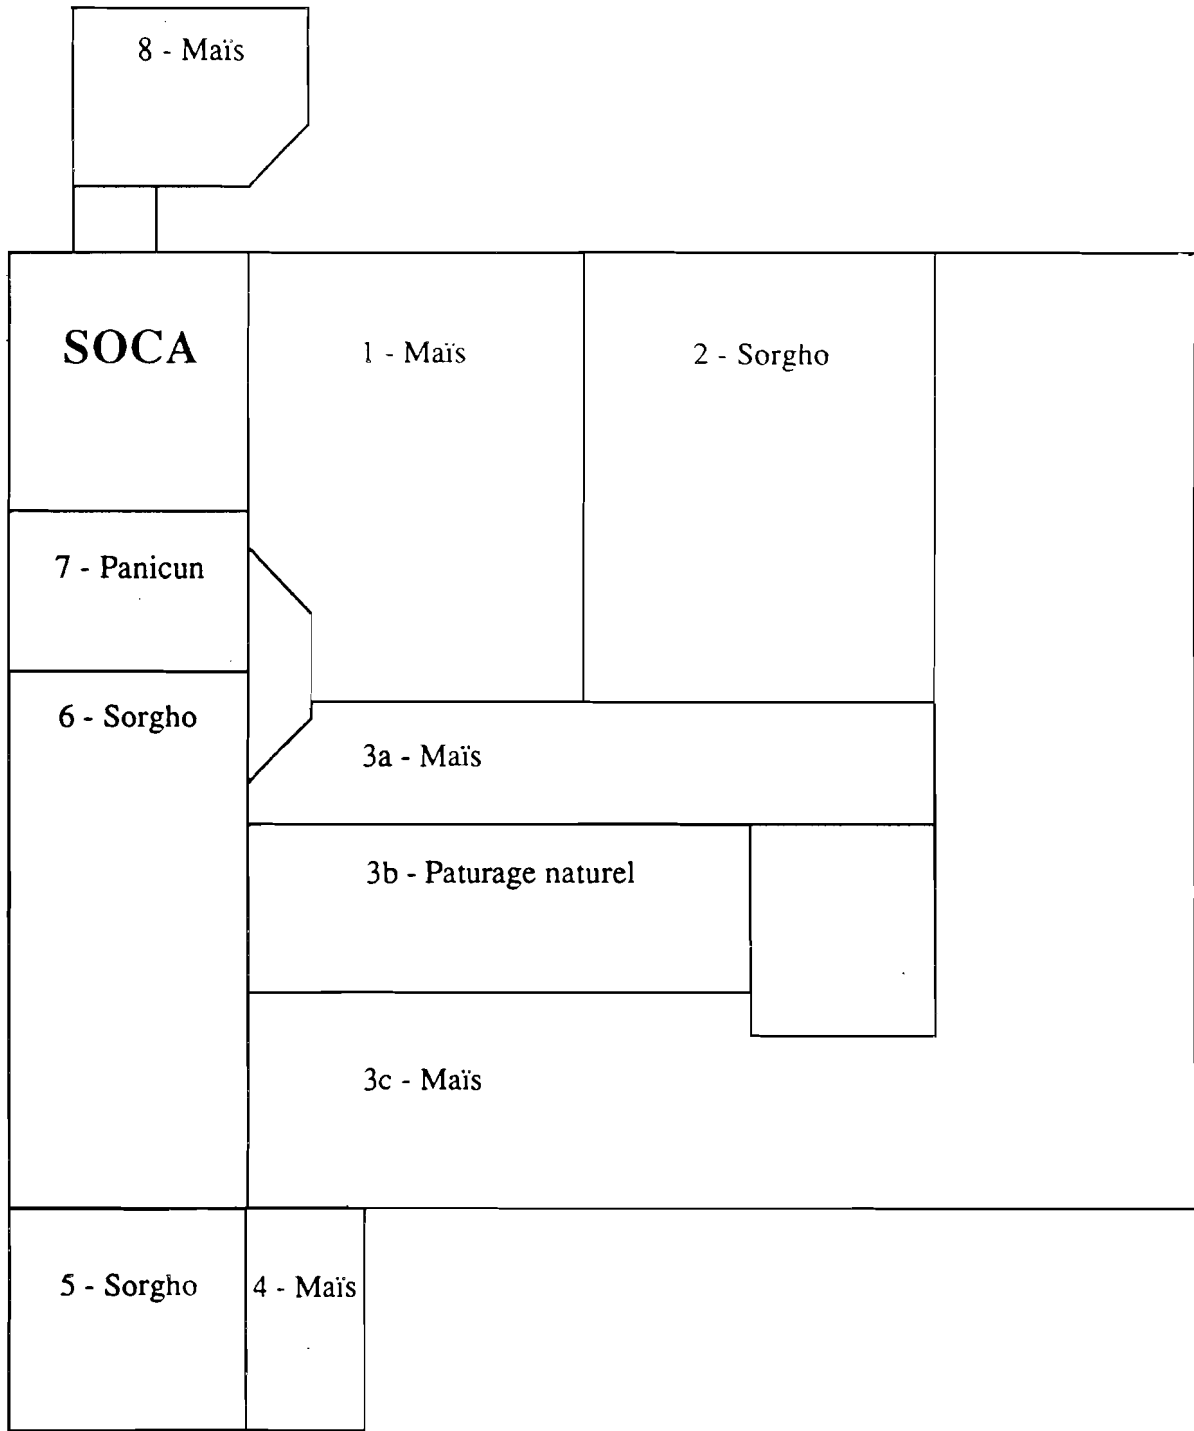 8 - Maïs
SOCA
1 - Maïs
2 - Sorgho
7 - Panicun
6 - Sorgho
3a - Maïs
3b - Paturage naturel
3c - Maïs
5 - Sorgho
4 - Maïs